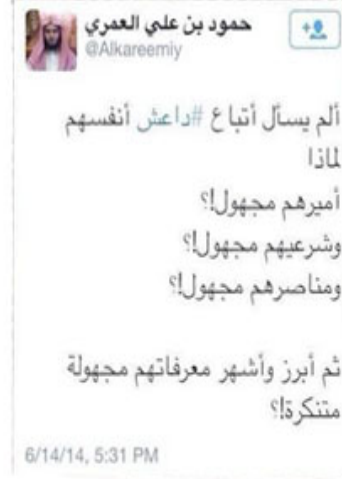 حمود بن علي العمري
@Alkareemiy
ألم يسأل أتباع #داعش أنفسهم
لماذا
أميرهم مجهول!؟
وشرعيهم مجهول!؟
ومناصرهم مجهول!؟
ثم أبرز وأشهر معرفاتهم مجهولة
متنكرة!؟
6/14/14, 5:31 PM